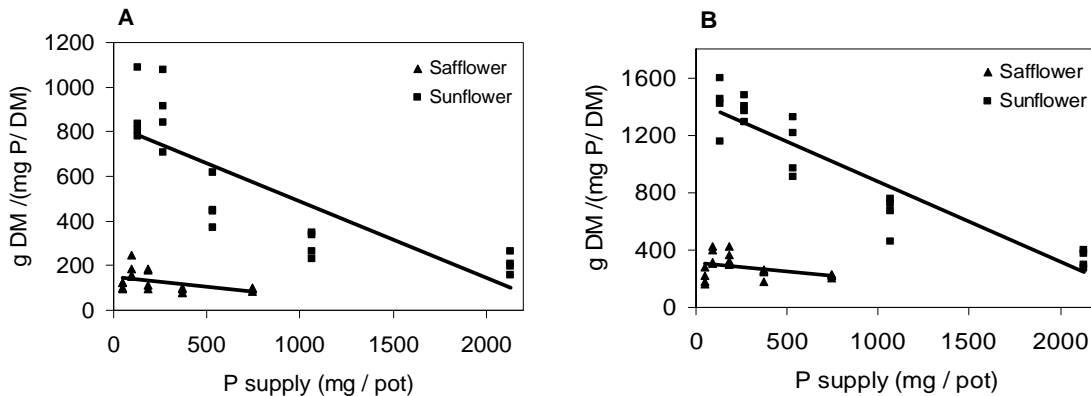 A
g DM /(mg P/ DM)
1200
1000
800
600
400
200
0
Safflower
Sunflower
0
500
1000
1500
2000
P supply (mg / pot)
B
g DM /(mg P/ DM)
1600
1200
800
400
0
Safflower
Sunflower
0
500
1000
1500
2000
P supply (mg / pot)